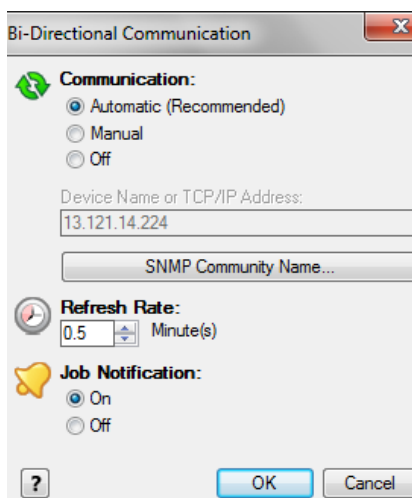 Bi-Directional Communication
X
Communication:
Automatic (Recommended)
Manual
Off
Device Name or TCP/IP Address:
13.121.14.224
SNMP Community Name...
Refresh Rate:
0.5 Minute(s)
Job Notification:
On
Off
? OK Cancel